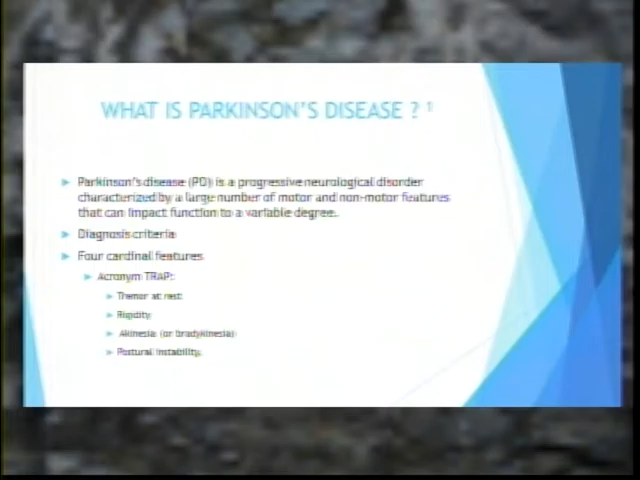 WHAT IS PARKINSON'S DISEASE ? 1
Parkinson's disease (PD) is a progressive neurological disorder
characterized by a large number of motor and non-motor features
that can impact function to a variable degree.
Diagnosis criteria
Four cardinal features
Acronym TRAP:
Tremor at rest
Rigidity
Akinesia (or bradykinesia)
Postural instability.